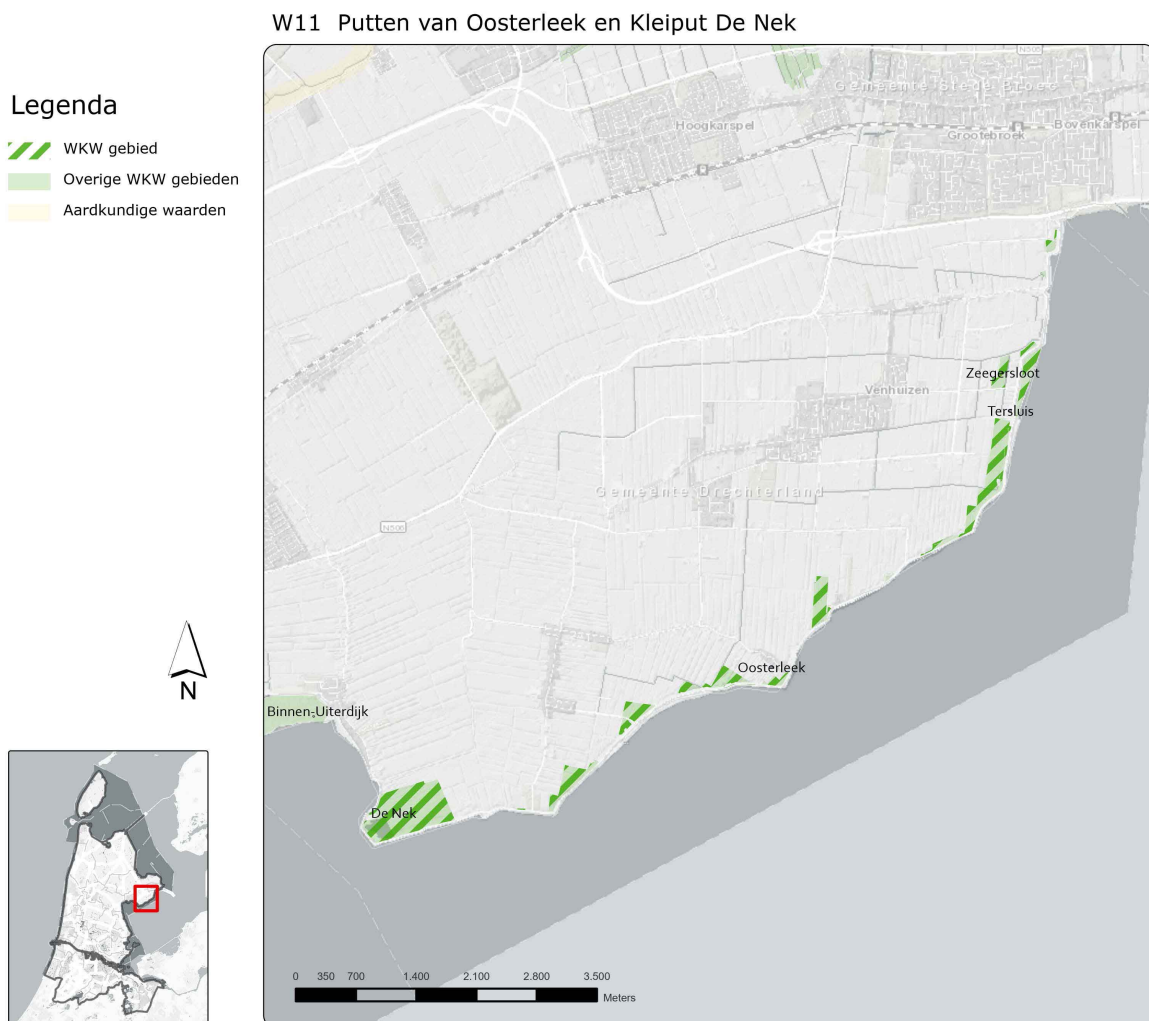 W11 Putten van Oosterleek en Kleiput De Nek
Legenda
WKW gebied
Overige WKW gebieden
Aardkundige waarden
N505
Gemeente Stede Broec
Hoogkarspel
Bovenkarspel
Grootebroek
Zeegersloot
Venhuizen
Tersluis
Gemeente Drechterland
N506
Oosterleek
N
Binnen-Uiterdijk
De Nek
0 350 700 1.400 2.100 2.800 3.500
Meters